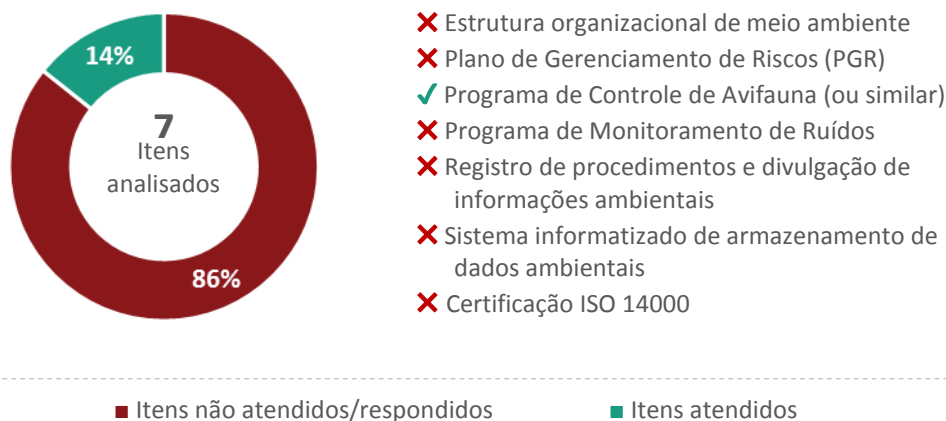 14%
7
Itens
analisados
86%
❌ Estrutura organizacional de meio ambiente
❌ Plano de Gerenciamento de Riscos (PGR)
✓ Programa de Controle de Avifauna (ou similar)
❌ Programa de Monitoramento de Ruídos
❌ Registro de procedimentos e divulgação de
informações ambientais
❌ Sistema informatizado de armazenamento de
dados ambientais
❌ Certificação ISO 14000
■ Itens não atendidos/respondidos ■ Itens atendidos